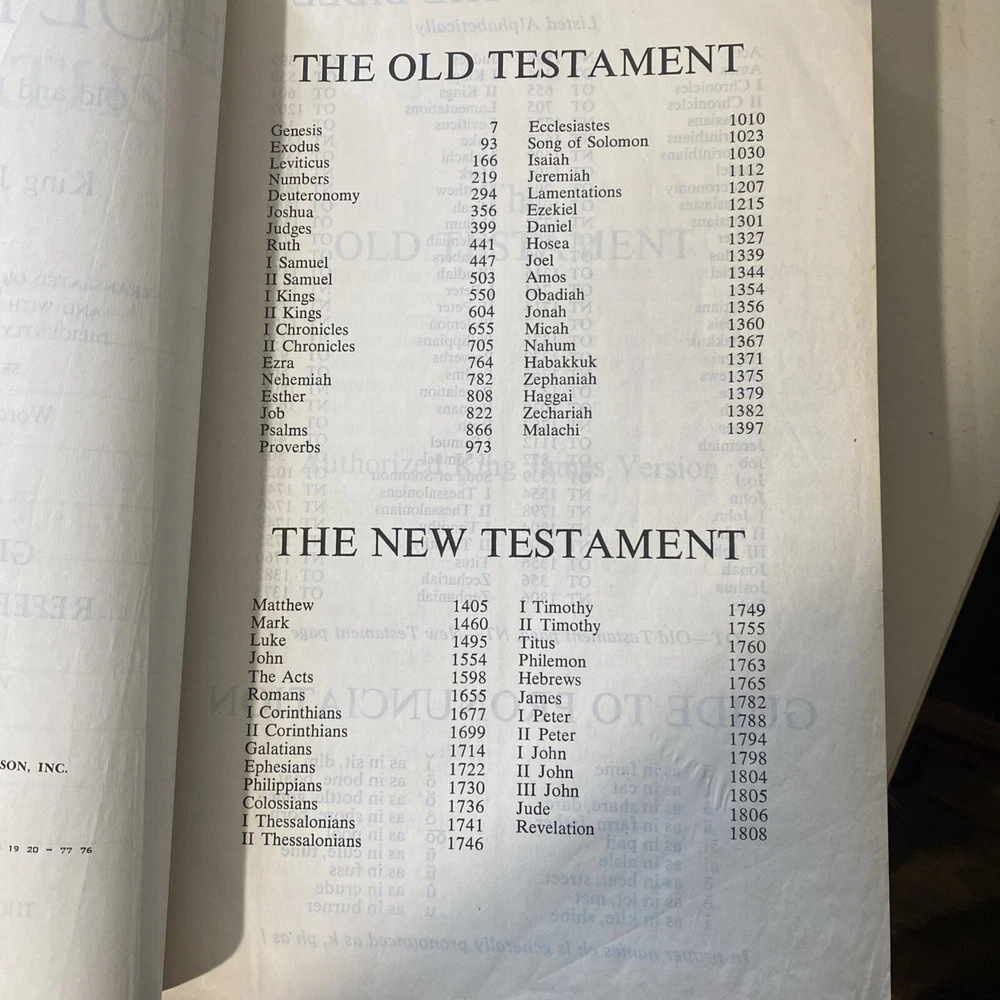 THE OLD TESTAMENT
Genesis 7
Exodus 93
Leviticus 166
Numbers 219
Deuteronomy 294
Joshua 356
Judges 399
Ruth 441
I Samuel 447
II Samuel 503
I Kings 550
II Kings 604
I Chronicles 655
II Chronicles 705
Ezra 764
Nehemiah 782
Esther 808
Job 822
Psalms 866
Proverbs 973
Ecclesiastes 1010
Song of Solomon 1023
Isaiah 1030
Jeremiah 1112
Lamentations 1207
Ezekiel 1215
Daniel 1301
Hosea 1327
Joel 1339
Amos 1344
Obadiah 1354
Jonah 1356
Micah 1360
Nahum 1367
Habakkuk 1371
Zephaniah 1375
Haggai 1379
Zechariah 1382
Malachi 1397
THE NEW TESTAMENT
Matthew 1405
Mark 1460
Luke 1495
John 1554
The Acts 1598
Romans 1655
I Corinthians 1677
II Corinthians 1699
Galatians 1714
Ephesians 1722
Philippians 1730
Colossians 1736
I Thessalonians 1741
II Thessalonians 1746
I Timothy 1749
II Timothy 1755
Titus 1760
Philemon 1763
Hebrews 1765
James 1782
I Peter 1788
II Peter 1794
I John 1798
II John 1804
III John 1805
Jude 1806
Revelation 1808
SON, INC.
19 20 – 77 76
The
OLD TESTAMENT
Authorized King James Version